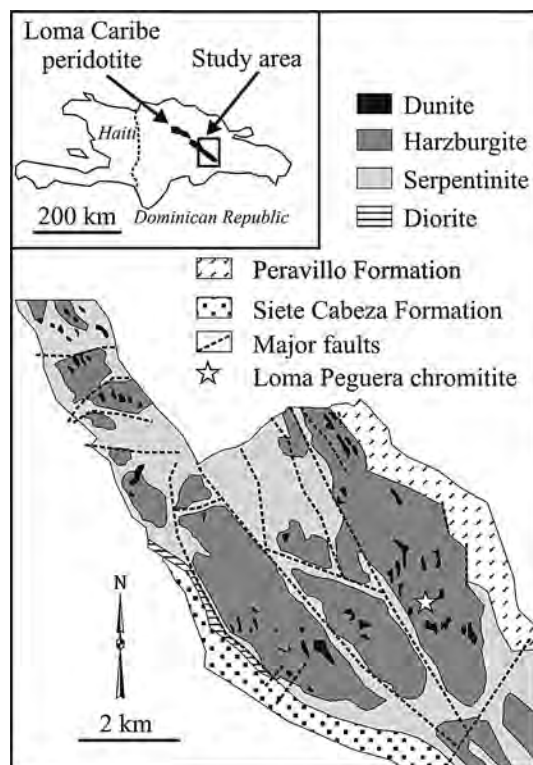 Loma Caribe
peridotite
Study area
Haiti
200 km
Dominican Republic
Dunite
Harzburgite
Serpentinite
Diorite
Peravillo Formation
Siete Cabeza Formation
Major faults
Loma Peguera chromitite
N
2 km